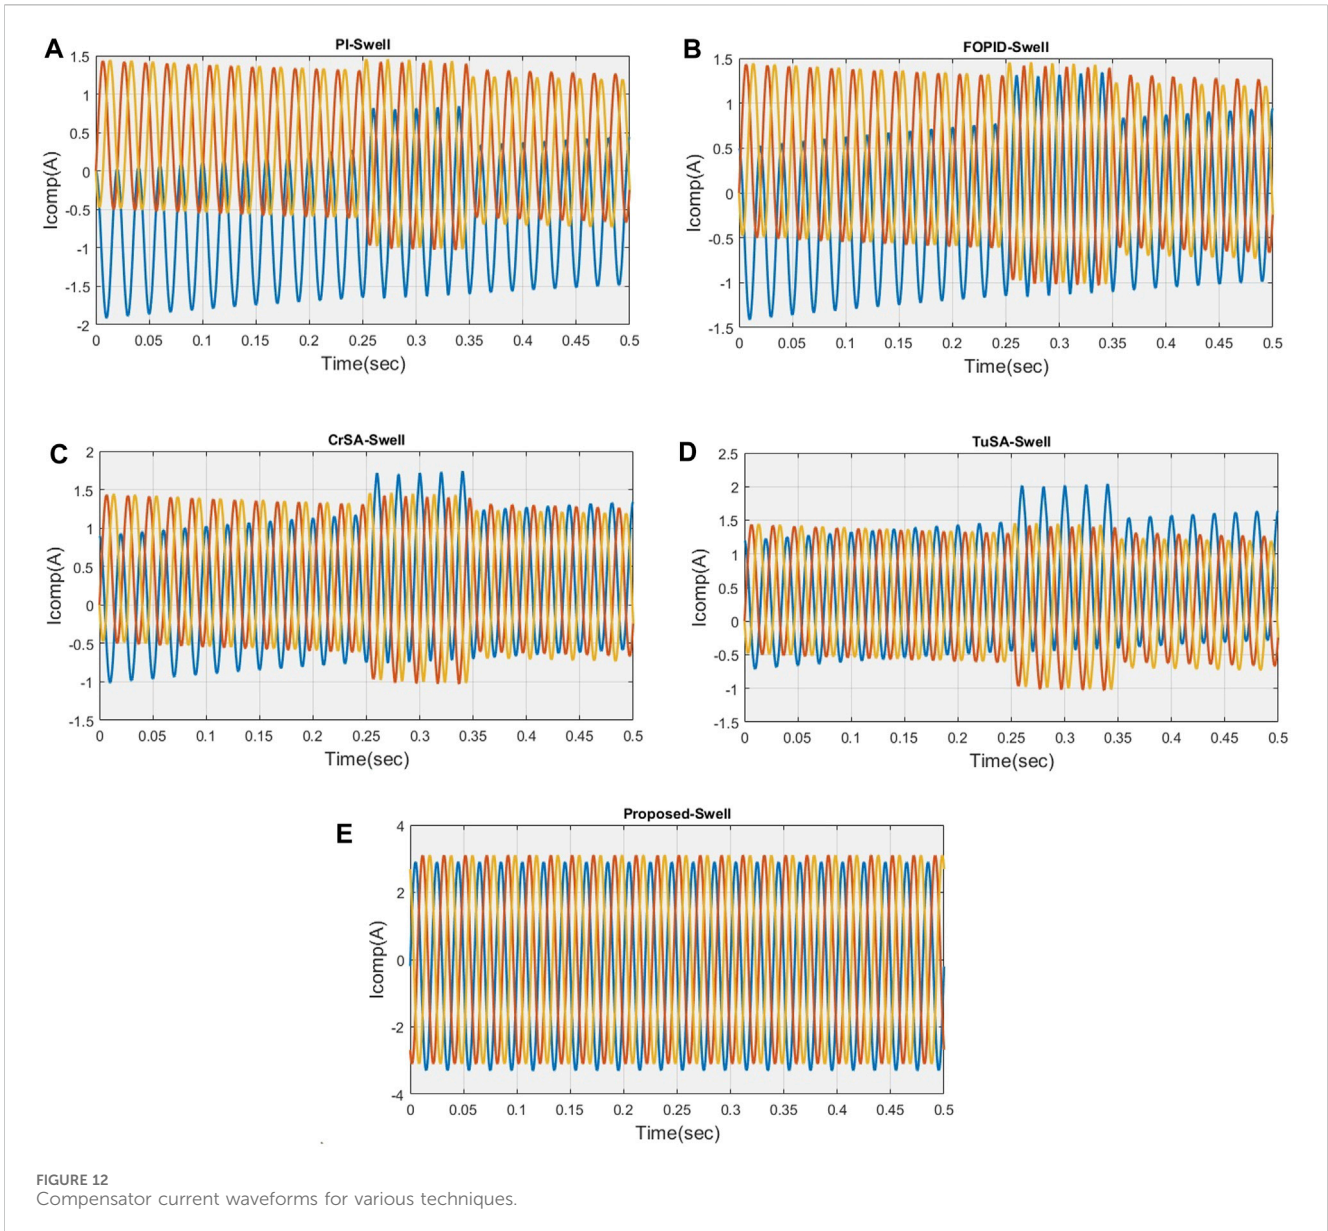 A
PI-Swell
1.5
1
0.5
0
-0.5
-1
-1.5
-2
Icomp(A)
0 0.05 0.1 0.15 0.2 0.25 0.3 0.35 0.4 0.45 0.5
Time(sec)
B
FOPID-Swell
1.5
1
0.5
0
-0.5
-1
-1.5
Icomp(A)
0 0.05 0.1 0.15 0.2 0.25 0.3 0.35 0.4 0.45 0.5
Time(sec)
C
CrSA-Swell
2
1.5
1
0.5
0
-0.5
-1
-1.5
Icomp(A)
0 0.05 0.1 0.15 0.2 0.25 0.3 0.35 0.4 0.45 0.5
Time(sec)
D
TuSA-Swell
2.5
2
1.5
1
0.5
0
-0.5
-1
-1.5
Icomp(A)
0 0.05 0.1 0.15 0.2 0.25 0.3 0.35 0.4 0.45 0.5
Time(sec)
E
Proposed-Swell
4
2
0
-2
-4
Icomp(A)
0 0.05 0.1 0.15 0.2 0.25 0.3 0.35 0.4 0.45 0.5
Time(sec)
FIGURE 12
Compensator current waveforms for various techniques.